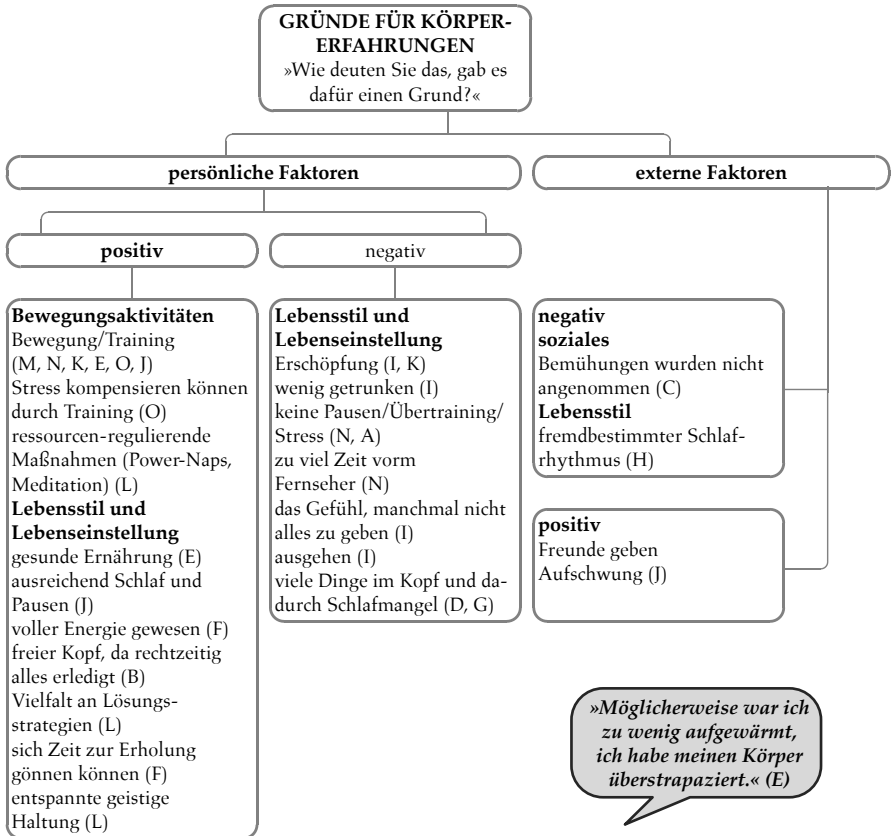 GRÜNDE FÜR KÖRPER-
ERFAHRUNGEN
»Wie deuten Sie das, gab es
dafür einen Grund?«
persönliche Faktoren
externe Faktoren
positiv
negativ
Bewegungsaktivitäten
Bewegung/Training
(M, N, K, E, O, J)
Stress kompensieren können
durch Training (O)
ressourcen-regulierende
Maßnahmen (Power-Naps,
Meditation) (L)
Lebensstil und
Lebenseinstellung
gesunde Ernährung (E)
ausreichend Schlaf und
Pausen (J)
voller Energie gewesen (F)
freier Kopf, da rechtzeitig
alles erledigt (B)
Vielfalt an Lösungs-
strategien (L)
sich Zeit zur Erholung
gönnen können (F)
entspannte geistige
Haltung (L)
Lebensstil und
Lebenseinstellung
Erschöpfung (I, K)
wenig getrunken (I)
keine Pausen/Übertraining/
Stress (N, A)
zu viel Zeit vorm
Fernseher (N)
das Gefühl, manchmal nicht
alles zu geben (I)
ausgehen (I)
viele Dinge im Kopf und da-
durch Schlafmangel (D, G)
negativ
soziales
Bemühungen wurden nicht
angenommen (C)
Lebensstil
fremdbestimmter Schlaf-
rhythmus (H)
positiv
Freunde geben
Aufschwung (J)
»Möglicherweise war ich
zu wenig aufgewärmt,
ich habe meinen Körper
überstrapaziert.« (E)